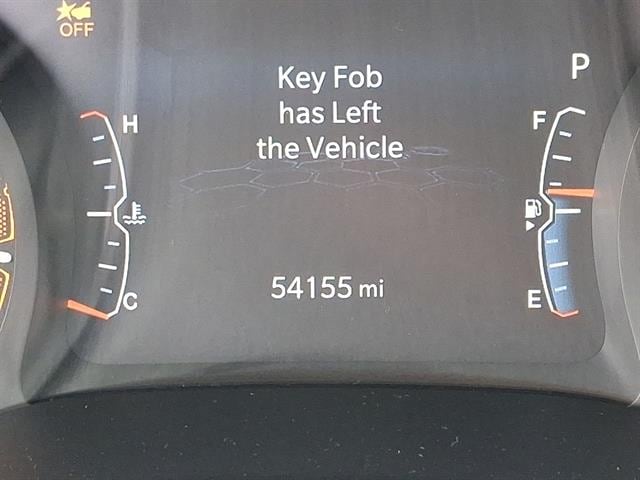 OFF
Key Fob
has Left
the Vehicle
P
H
F
C
E
54155 mi